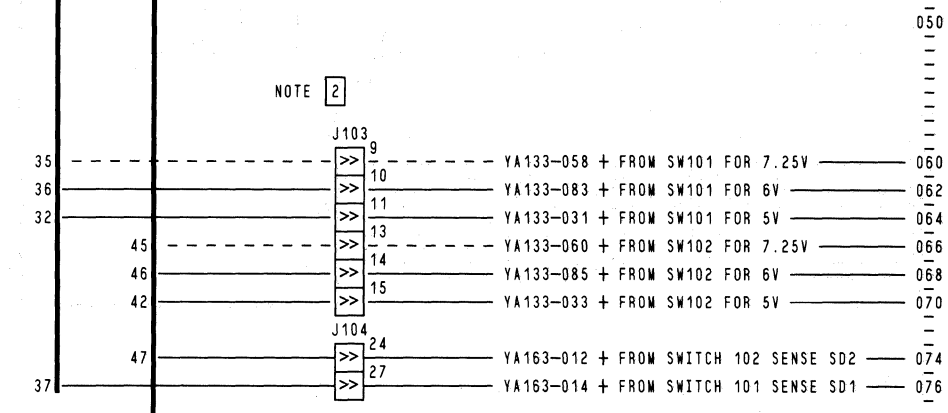 050
NOTE 2
J103
35 >> 9 YA133-058 + FROM SW101 FOR 7.25V 060
36 >> 10 YA133-083 + FROM SW101 FOR 6V 062
32 >> 11 YA133-031 + FROM SW101 FOR 5V 064
45 >> 13 YA133-060 + FROM SW102 FOR 7.25V 066
46 >> 14 YA133-085 + FROM SW102 FOR 6V 068
42 >> 15 YA133-033 + FROM SW102 FOR 5V 070
J104
47 >> 24 YA163-012 + FROM SWITCH 102 SENSE SD2 074
37 >> 27 YA163-014 + FROM SWITCH 101 SENSE SD1 076